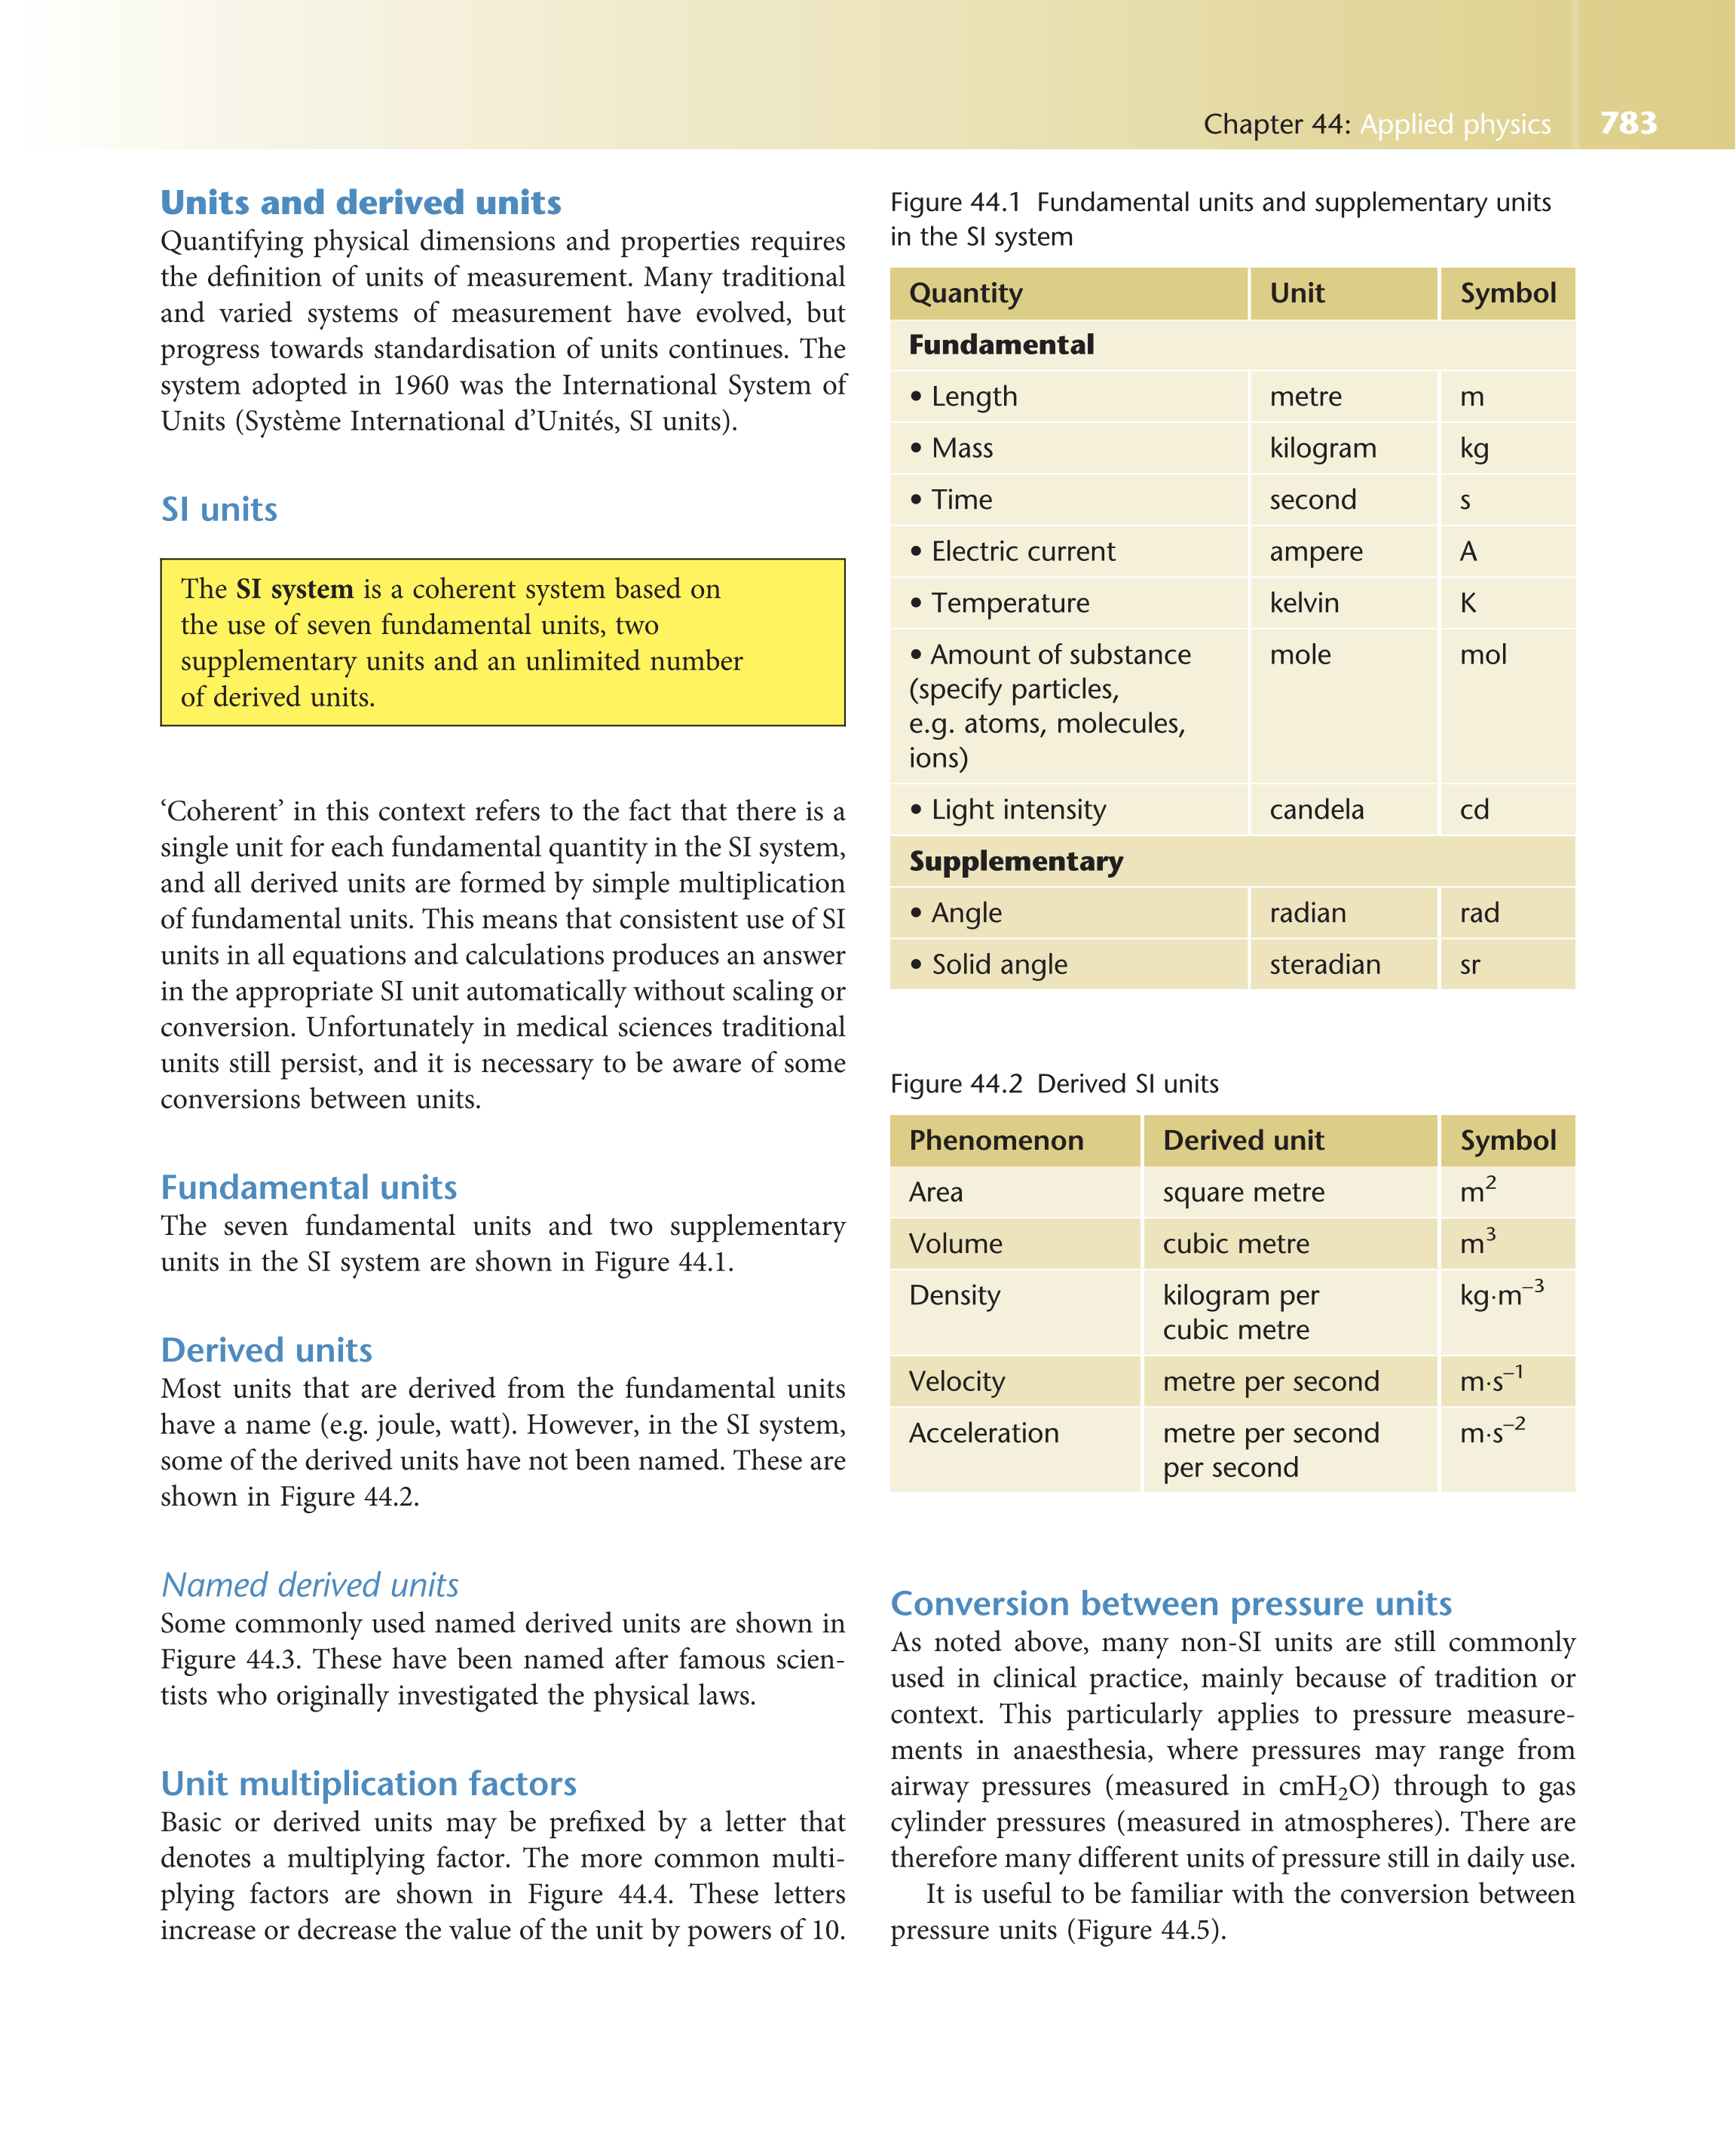 Chapter 44: Applied physics 783
Units and derived units
Quantifying physical dimensions and properties requires
the definition of units of measurement. Many traditional
and varied systems of measurement have evolved, but
progress towards standardisation of units continues. The
system adopted in 1960 was the International System of
Units (Système International d’Unités, SI units).
SI units
The SI system is a coherent system based on
the use of seven fundamental units, two
supplementary units and an unlimited number
of derived units.
‘Coherent’ in this context refers to the fact that there is a
single unit for each fundamental quantity in the SI system,
and all derived units are formed by simple multiplication
of fundamental units. This means that consistent use of SI
units in all equations and calculations produces an answer
in the appropriate SI unit automatically without scaling or
conversion. Unfortunately in medical sciences traditional
units still persist, and it is necessary to be aware of some
conversions between units.
Fundamental units
The seven fundamental units and two supplementary
units in the SI system are shown in Figure 44.1.
Derived units
Most units that are derived from the fundamental units
have a name (e.g. joule, watt). However, in the SI system,
some of the derived units have not been named. These are
shown in Figure 44.2.
Named derived units
Some commonly used named derived units are shown in
Figure 44.3. These have been named after famous scien-
tists who originally investigated the physical laws.
Unit multiplication factors
Basic or derived units may be prefixed by a letter that
denotes a multiplying factor. The more common multi-
plying factors are shown in Figure 44.4. These letters
increase or decrease the value of the unit by powers of 10.
Figure 44.1 Fundamental units and supplementary units
in the SI system
Quantity Unit Symbol
Fundamental
• Length metre m
• Mass kilogram kg
• Time second s
• Electric current ampere A
• Temperature kelvin K
• Amount of substance mole mol
(specify particles,
e.g. atoms, molecules,
ions)
• Light intensity candela cd
Supplementary
• Angle radian rad
• Solid angle steradian sr
Figure 44.2 Derived SI units
Phenomenon Derived unit Symbol
Area square metre m²
Volume cubic metre m³
Density kilogram per kg·m⁻³
cubic metre
Velocity metre per second m·s⁻¹
Acceleration metre per second m·s⁻²
per second
Conversion between pressure units
As noted above, many non-SI units are still commonly
used in clinical practice, mainly because of tradition or
context. This particularly applies to pressure measure-
ments in anaesthesia, where pressures may range from
airway pressures (measured in cmH₂O) through to gas
cylinder pressures (measured in atmospheres). There are
therefore many different units of pressure still in daily use.
It is useful to be familiar with the conversion between
pressure units (Figure 44.5).